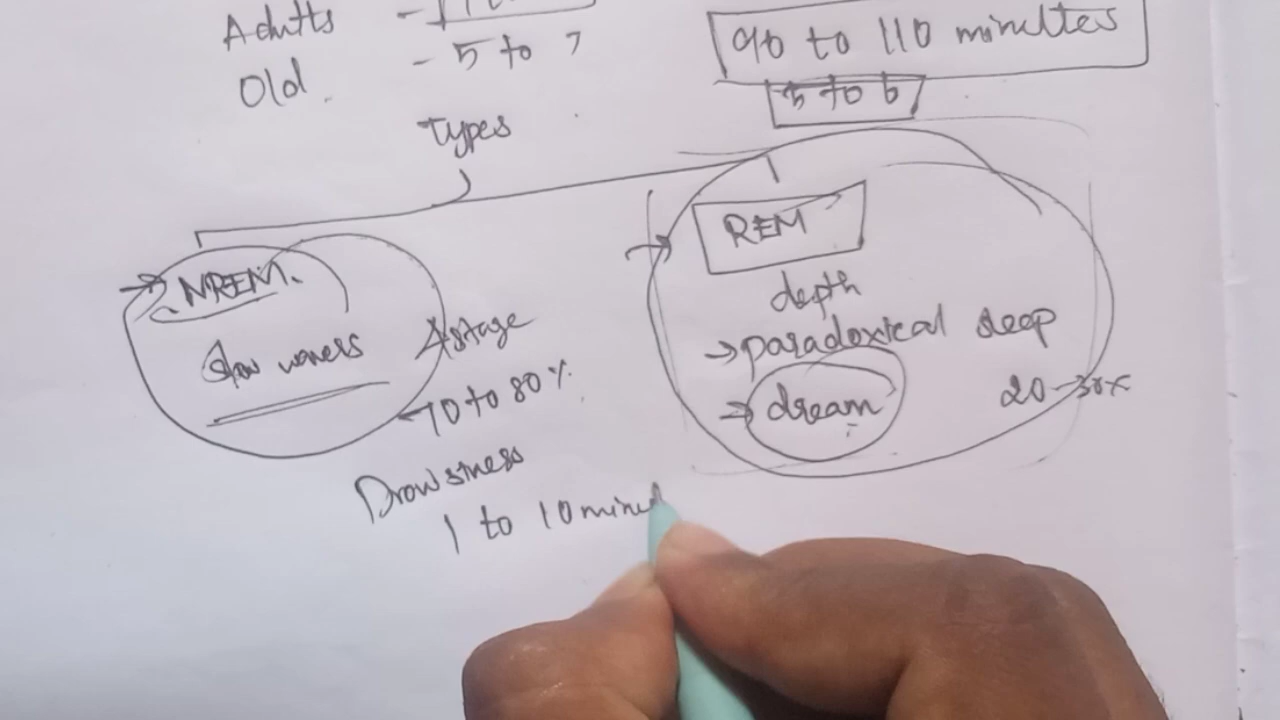 Adults -
Old - 5 to 7
90 to 110 minutes
5 to 6
Types
NREM
Slow waves
4 stage
70 to 80%
Drowsiness
1 to 10 minu
REM
depth
→ paradoxical sleep
→ dream
20-30%